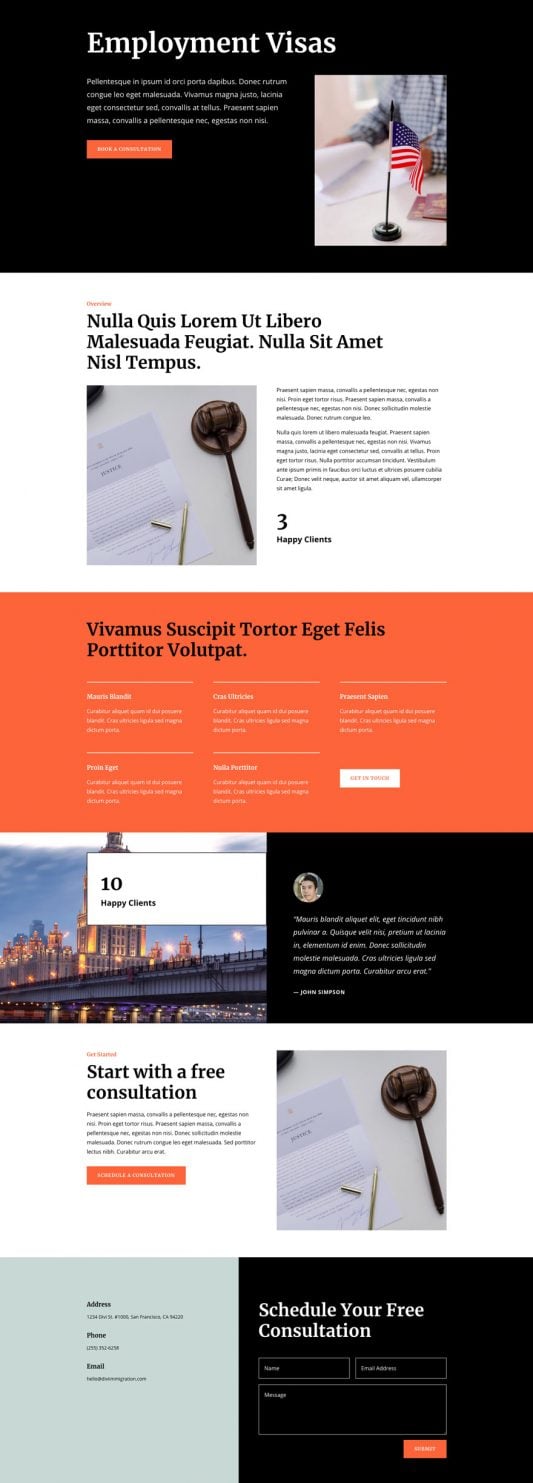 Employment Visas
Pellentesque in ipsum id orci porta dapibus. Donec rutrum
congue leo eget malesuada. Vivamus magna justo, lacinia
eget consectetur sed, convallis at tellus. Praesent sapien
massa, convallis a pellentesque nec, egestas non nisi.
BOOK A CONSULTATION
Overview
Nulla Quis Lorem Ut Libero
Malesuada Feugiat. Nulla Sit Amet
Nisl Tempus.
JUSTICE
Praesent sapien massa, convallis a pellentesque nec, egestas non
nisi. Proin eget tortor risus. Praesent sapien massa, convallis a
pellentesque nec, egestas non nisi. Donec sollicitudin molestie
malesuada. Donec rutrum congue leo.
Nulla quis lorem ut libero malesuada feugiat. Praesent sapien
massa, convallis a pellentesque nec, egestas non nisi. Vivamus
magna justo, lacinia eget consectetur sed, convallis at tellus. Proin
eget tortor risus. Nulla porttitor accumsan tincidunt. Vestibulum
ante ipsum primis in faucibus orci luctus et ultrices posuere cubilia
Curae; Donec velit neque, auctor sit amet aliquam vel, ullamcorper
sit amet ligula.
3
Happy Clients
Vivamus Suscipit Tortor Eget Felis
Porttitor Volutpat.
Mauris Blandit
Curabitur aliquet quam id dui posuere
blandit. Cras ultricies ligula sed magna
dictum porta.
Cras Ultricies
Curabitur aliquet quam id dui posuere
blandit. Cras ultricies ligula sed magna
dictum porta.
Praesent Sapien
Curabitur aliquet quam id dui posuere
blandit. Cras ultricies ligula sed magna
dictum porta.
Proin Eget
Curabitur aliquet quam id dui posuere
blandit. Cras ultricies ligula sed magna
dictum porta.
Nulla Porttitor
Curabitur aliquet quam id dui posuere
blandit. Cras ultricies ligula sed magna
dictum porta.
GET IN TOUCH
10
Happy Clients
"Mauris blandit aliquet elit, eget tincidunt nibh
pulvinar a. Quisque velit nisi, pretium ut lacinia
in, elementum id enim. Donec sollicitudin
molestie malesuada. Cras ultricies ligula sed
magna dictum porta. Curabitur arcu erat."
— JOHN SIMPSON
Get Started
Start with a free
consultation
Praesent sapien massa, convallis a pellentesque nec, egestas non
nisi. Proin eget tortor risus. Praesent sapien massa, convallis a
pellentesque nec, egestas non nisi. Donec sollicitudin molestie
malesuada. Donec rutrum congue leo eget malesuada. Sed porttitor
lectus nibh. Curabitur arcu erat.
SCHEDULE A CONSULTATION
JUSTICE
Address
1234 Divi St. #1000, San Francisco, CA 94220
Phone
(255) 352-6258
Email
hello@diviimmigration.com
Schedule Your Free
Consultation
Name
Email Address
Message
SUBMIT